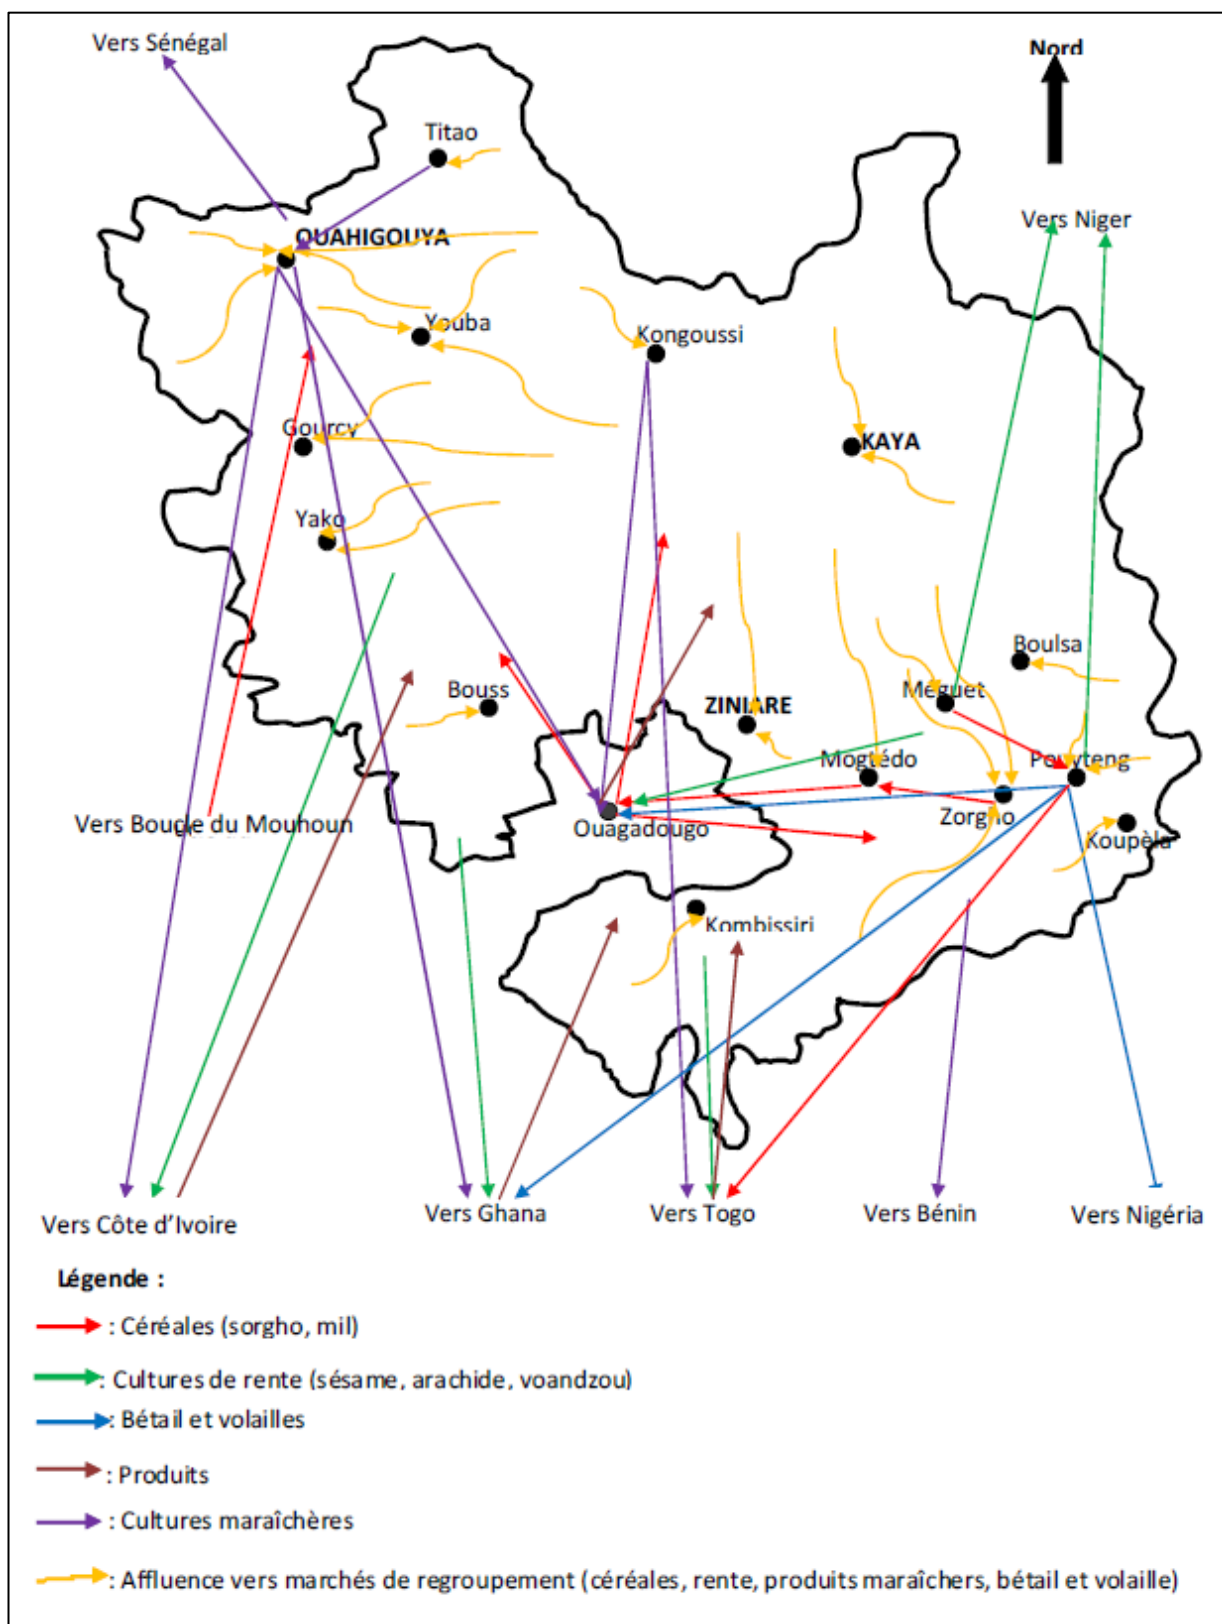 Vers Sénégal
Nord
Titao
Vers Niger
OUAHIGOUYA
Youba
Kongoussi
Gourcy
KAYA
Yako
Boulsa
Bouss
ZINIARE
Méguet
Mogtédo
Pouyteng
Vers Boucle du Mouhoun
Ouagadougo
Zorgho
Koupèla
Kombissiri
Vers Côte d'Ivoire
Vers Ghana
Vers Togo
Vers Bénin
Vers Nigéria
Légende :
: Céréales (sorgho, mil)
: Cultures de rente (sésame, arachide, voandzou)
: Bétail et volailles
: Produits
: Cultures maraîchères
: Affluence vers marchés de regroupement (céréales, rente, produits maraîchers, bétail et volaille)